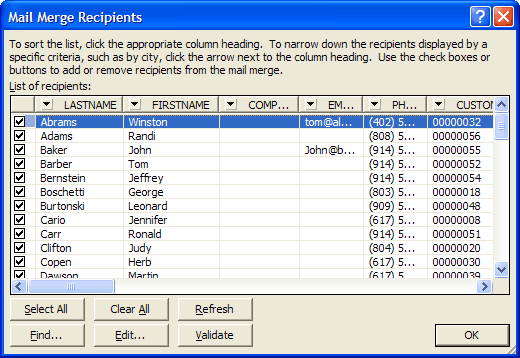 Mail Merge Recipients
To sort the list, click the appropriate column heading. To narrow down the recipients displayed by a
specific criteria, such as by city, click the arrow next to the column heading. Use the check boxes or
buttons to add or remove recipients from the mail merge.
List of recipients:
LASTNAME FIRSTNAME COMP... EM... PH... CUSTOM
Abrams Winston tom@al... (402) 5... 00000032
Adams Randi (808) 5... 00000056
Baker John John@b... (914) 5... 00000055
Barber Tom (914) 5... 00000052
Bernstein Jeffrey (914) 5... 00000054
Boschetti George (803) 5... 00000018
Burtonski Leonard (909) 5... 00000048
Cario Jennifer (617) 5... 00000008
Carr Ronald (914) 5... 00000051
Clifton Judy (804) 5... 00000020
Copen Herb (617) 5... 00000030
Dawson Martin (617) 5... 00000039
Select All Clear All Refresh
Find... Edit... Validate OK